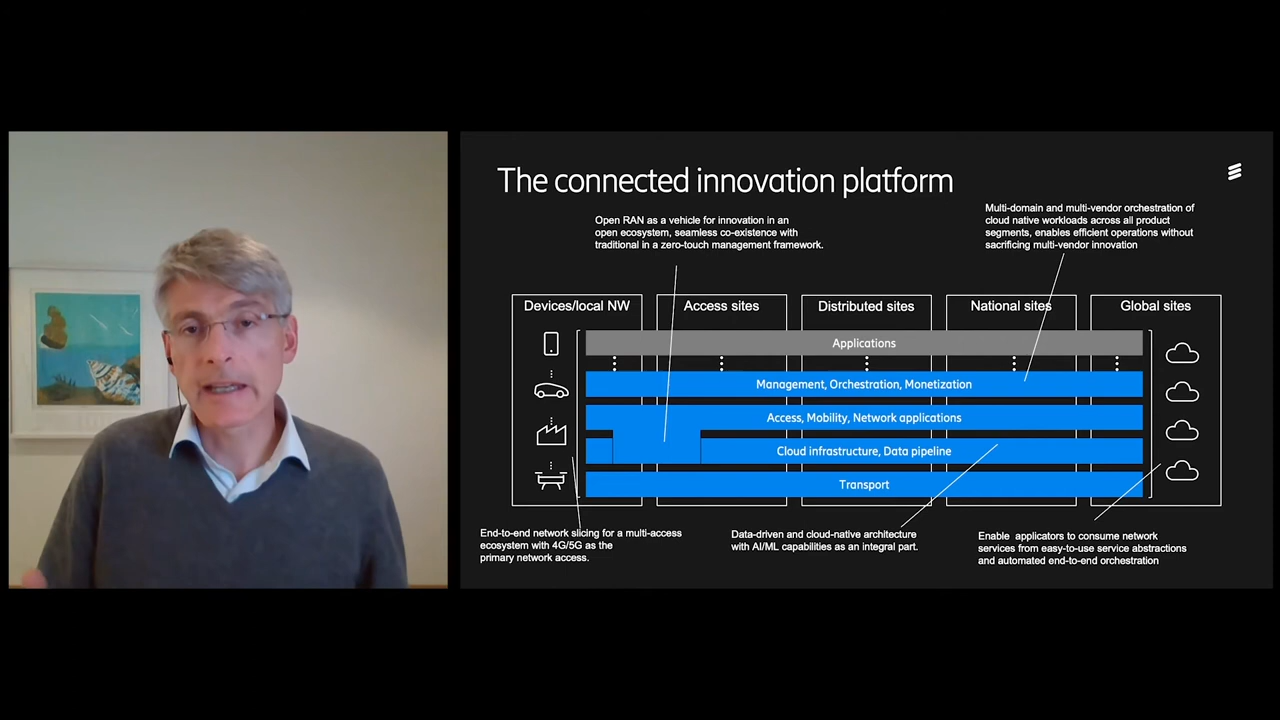 The connected innovation platform
Open RAN as a vehicle for innovation in an
open ecosystem, seamless co-existence with
traditional in a zero-touch management framework.
Multi-domain and multi-vendor orchestration of
cloud native workloads across all product
segments, enables efficient operations without
sacrificing multi-vendor innovation
Devices/local NW
Access sites
Distributed sites
National sites
Global sites
Applications
Management, Orchestration, Monetization
Access, Mobility, Network applications
Cloud infrastructure, Data pipeline
Transport
End-to-end network slicing for a multi-access
ecosystem with 4G/5G as the
primary network access.
Data-driven and cloud-native architecture
with AI/ML capabilities as an integral part.
Enable applicators to consume network
services from easy-to-use service abstractions
and automated end-to-end orchestration